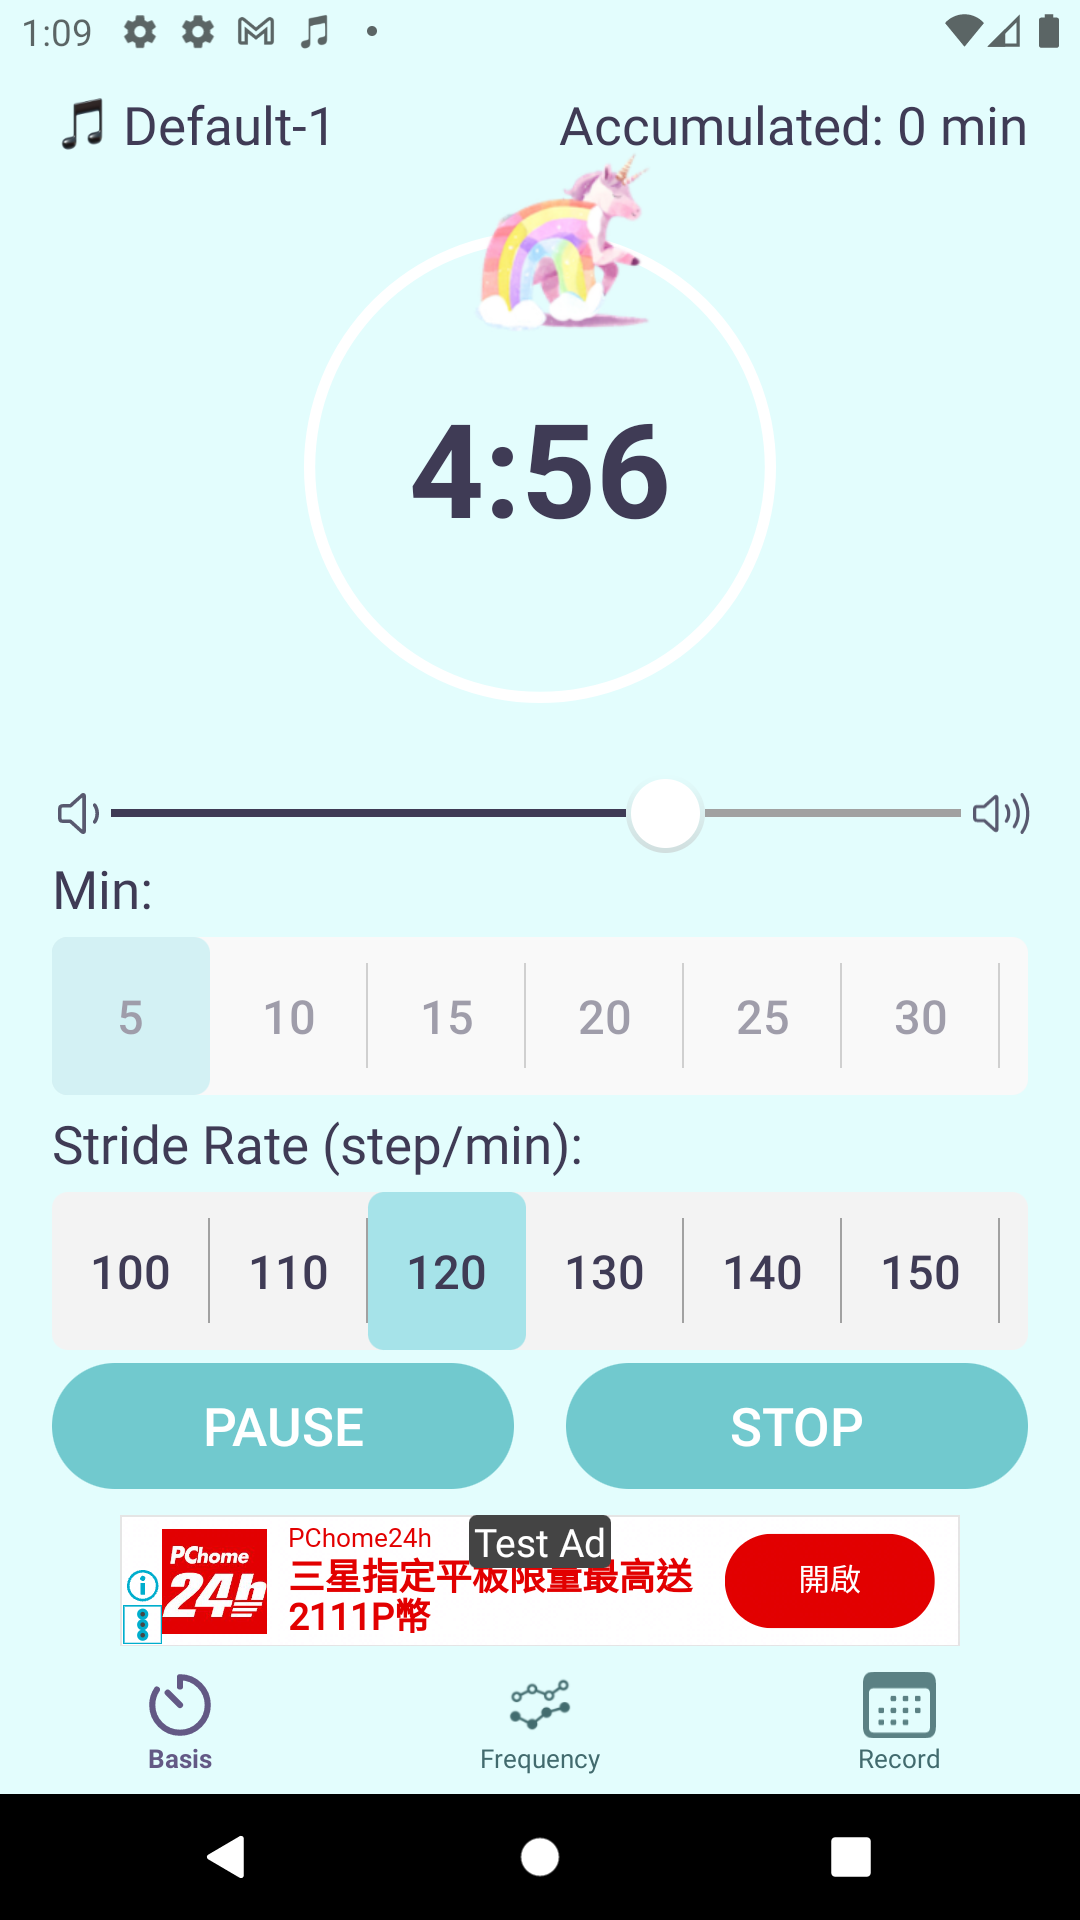 1:09
Default-1
Accumulated: 0 min
4:56
Min:
5 10 15 20 25 30
Stride Rate (step/min):
100 110 120 130 140 150
PAUSE STOP
Test Ad
PChome
24h
PChome24h
三星指定平板限量最高送
2111P幣
開啟
Basis Frequency Record